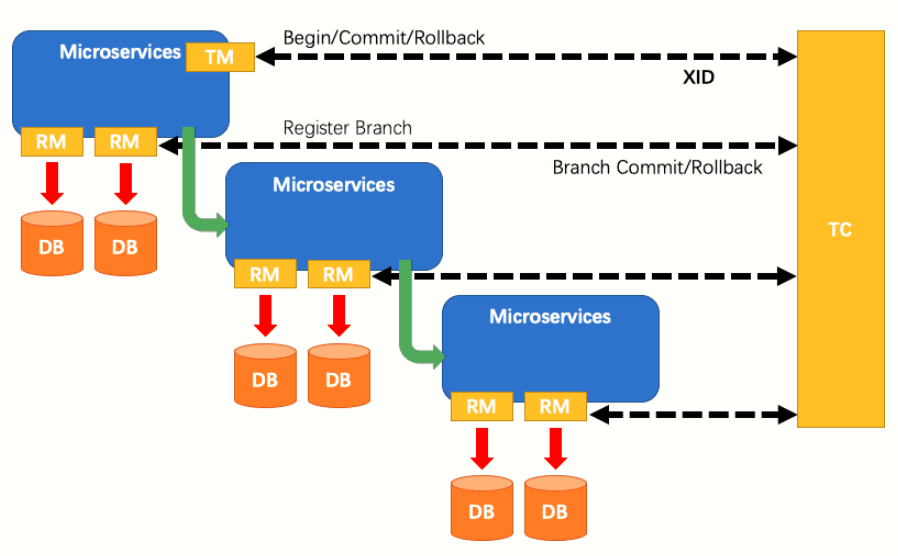 Begin/Commit/Rollback
Microservices
TM
XID
RM
RM
Register Branch
Branch Commit/Rollback
Microservices
TC
DB
DB
RM
RM
Microservices
DB
DB
RM
RM
DB
DB